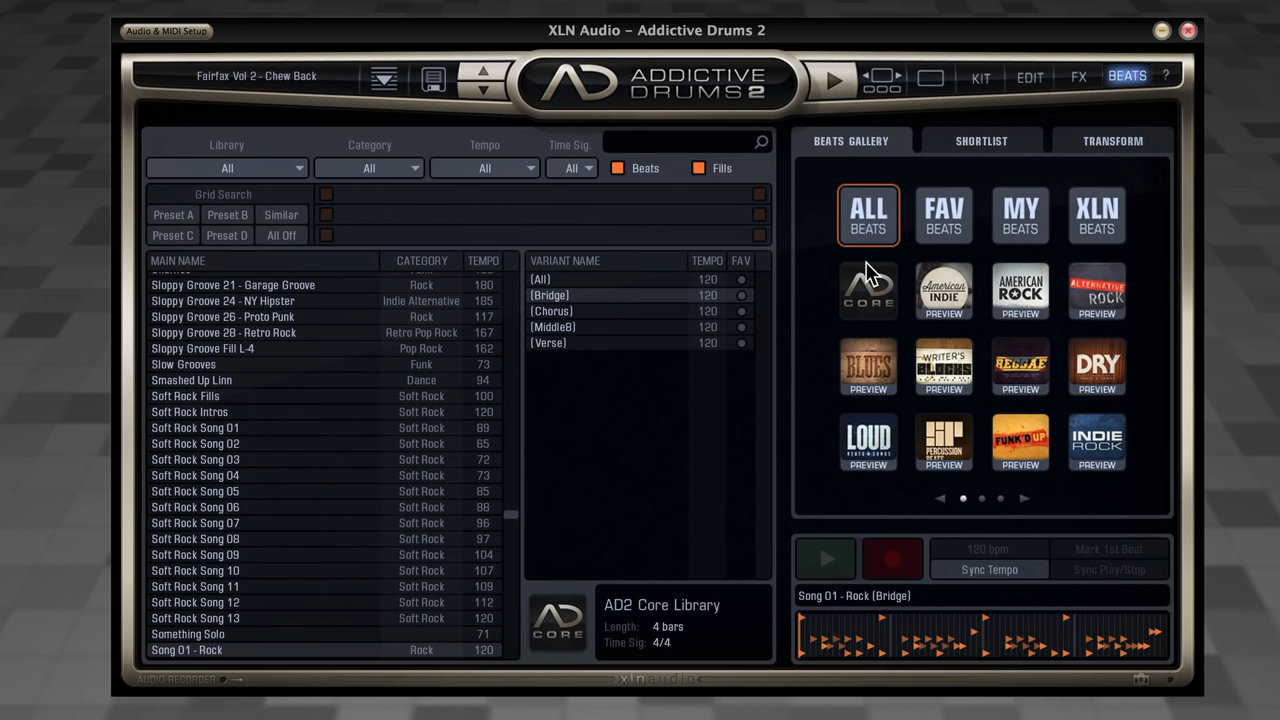 Audio & MIDI Setup
XLN Audio – Addictive Drums 2
Fairfax Vol 2 - Chew Back
ADDICTIVE
DRUMS 2
KIT
EDIT
FX
BEATS
?
Library
Category
Tempo
Time Sig.
All
All
All
All
Beats
Fills
Grid Search
Preset A
Preset B
Similar
Preset C
Preset D
All Off
MAIN NAME CATEGORY TEMPO
Sloppy Groove 21 - Garage Groove Rock 180
Sloppy Groove 24 - NY Hipster Indie Alternative 185
Sloppy Groove 26 - Proto Punk Rock 117
Sloppy Groove 28 - Retro Rock Retro Pop Rock 167
Sloppy Groove Fill L-4 Pop Rock 162
Slow Grooves Funk 73
Smashed Up Linn Dance 94
Soft Rock Fills Soft Rock 100
Soft Rock Intros Soft Rock 120
Soft Rock Song 01 Soft Rock 89
Soft Rock Song 02 Soft Rock 65
Soft Rock Song 03 Soft Rock 72
Soft Rock Song 04 Soft Rock 73
Soft Rock Song 05 Soft Rock 85
Soft Rock Song 06 Soft Rock 88
Soft Rock Song 07 Soft Rock 96
Soft Rock Song 08 Soft Rock 97
Soft Rock Song 09 Soft Rock 104
Soft Rock Song 10 Soft Rock 107
Soft Rock Song 11 Soft Rock 109
Soft Rock Song 12 Soft Rock 112
Soft Rock Song 13 Soft Rock 120
Something Solo 71
Song 01 - Rock Rock 120
VARIANT NAME TEMPO FAV
(All) 120
(Bridge) 120
(Chorus) 120
(Middle8) 120
(Verse) 120
AD
CORE
AD2 Core Library
Length: 4 bars
Time Sig: 4/4
BEATS GALLERY
SHORTLIST
TRANSFORM
ALL
BEATS
FAV
BEATS
MY
BEATS
XLN
BEATS
AD
CORE
American
INDIE
PREVIEW
AMERICAN
ROCK
PREVIEW
ALTERNATIVE
ROCK
PREVIEW
BLUES
PREVIEW
WRITER'S
BLOCKS
PREVIEW
REGGAE
PREVIEW
DRY
PREVIEW
LOUD
BEATS+SONGS
PREVIEW
PERCUSSION
BEATS
PREVIEW
FUNK'D UP
PREVIEW
INDIE
ROCK
PREVIEW
120 bpm
Mark 1st Beat
Sync Tempo
Sync Play/Stop
Song 01 - Rock (Bridge)
AUDIO RECORDER
xlnaudio